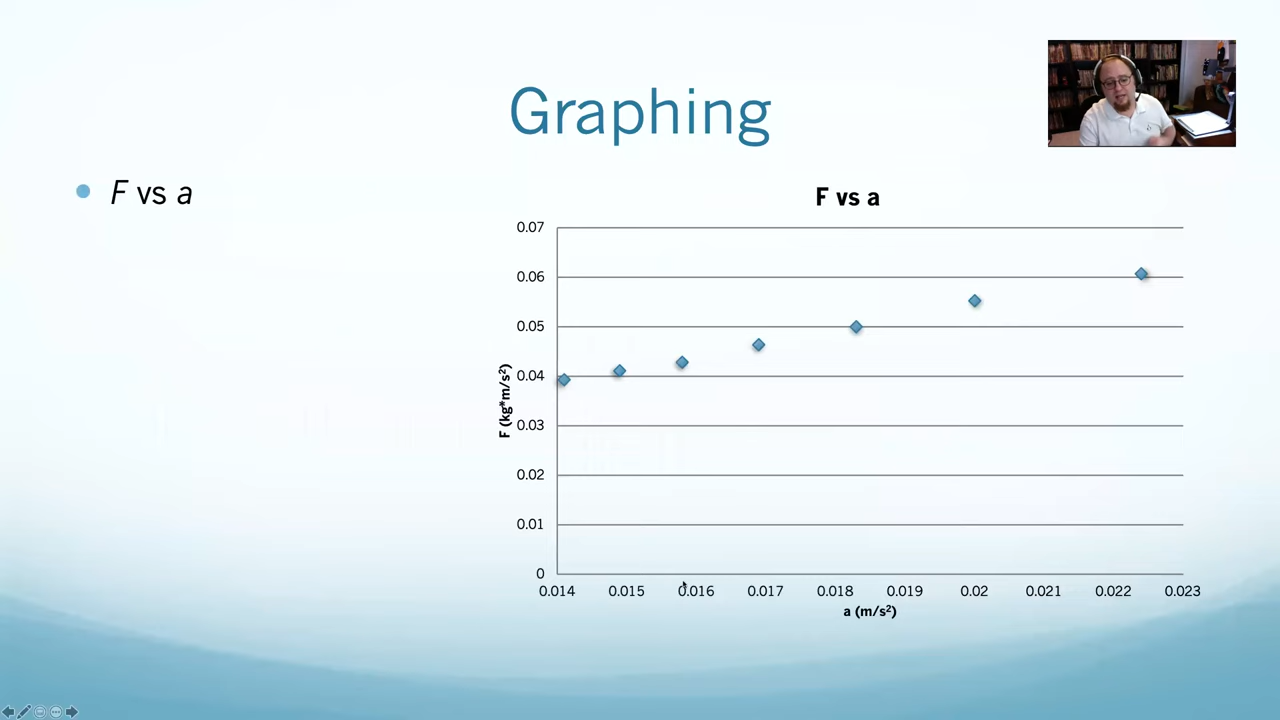 Graphing
F vs a
F vs a
0.07
0.06
0.05
0.04
0.03
0.02
0.01
0
F (kg*m/s²)
0.014 0.015 0.016 0.017 0.018 0.019 0.02 0.021 0.022 0.023
a (m/s²)